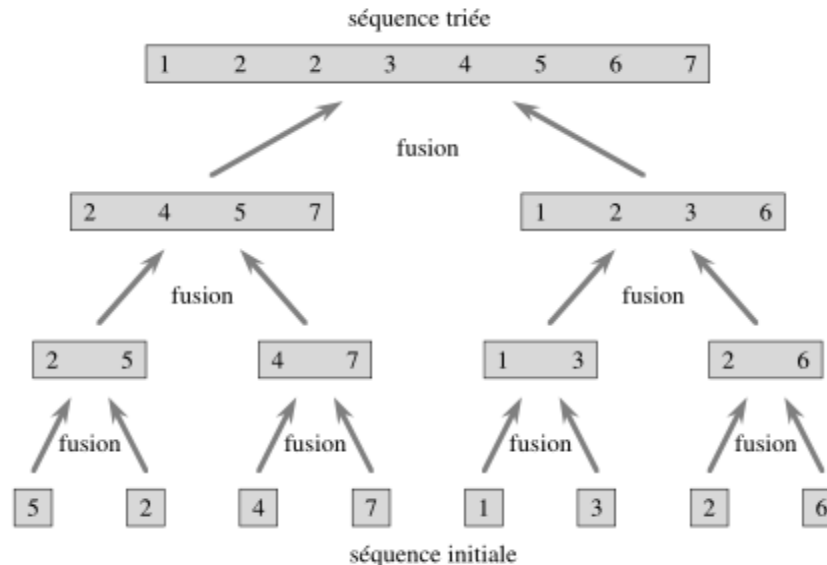 séquence triée
1 2 2 3 4 5 6 7
fusion
2 4 5 7 1 2 3 6
fusion fusion
2 5 4 7 1 3 2 6
fusion fusion fusion fusion
5 2 4 7 1 3 2 6
séquence initiale